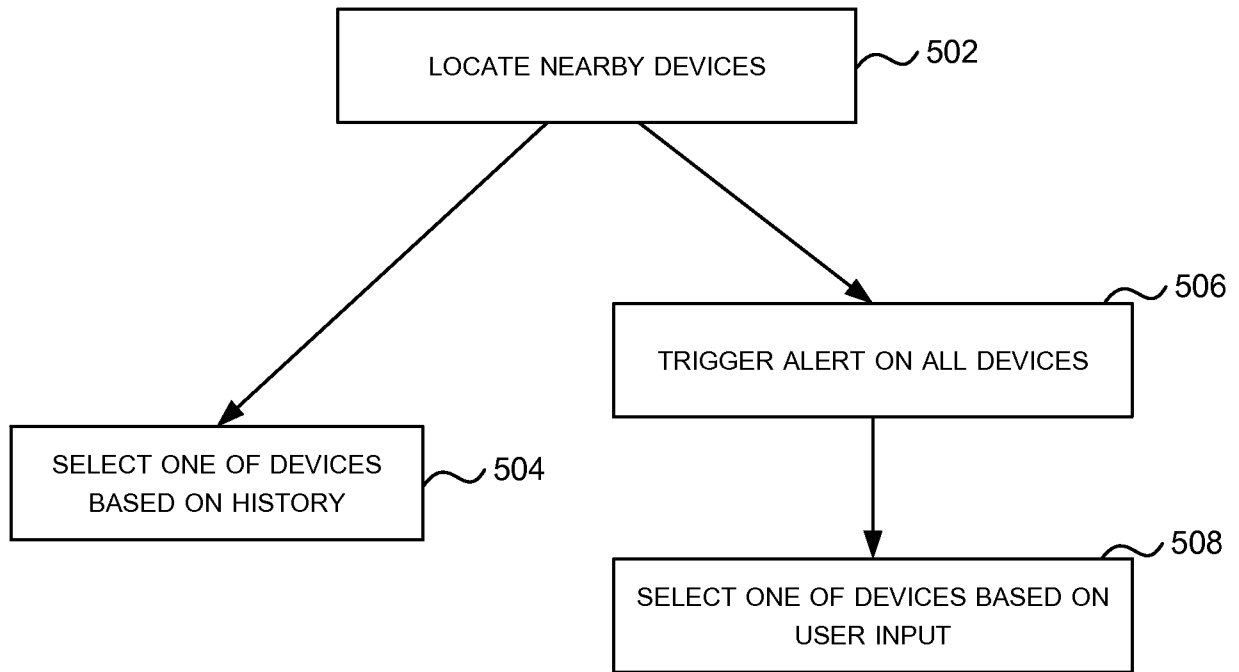 LOCATE NEARBY DEVICES
502
506
TRIGGER ALERT ON ALL DEVICES
SELECT ONE OF DEVICES
BASED ON HISTORY
504
508
SELECT ONE OF DEVICES BASED ON
USER INPUT